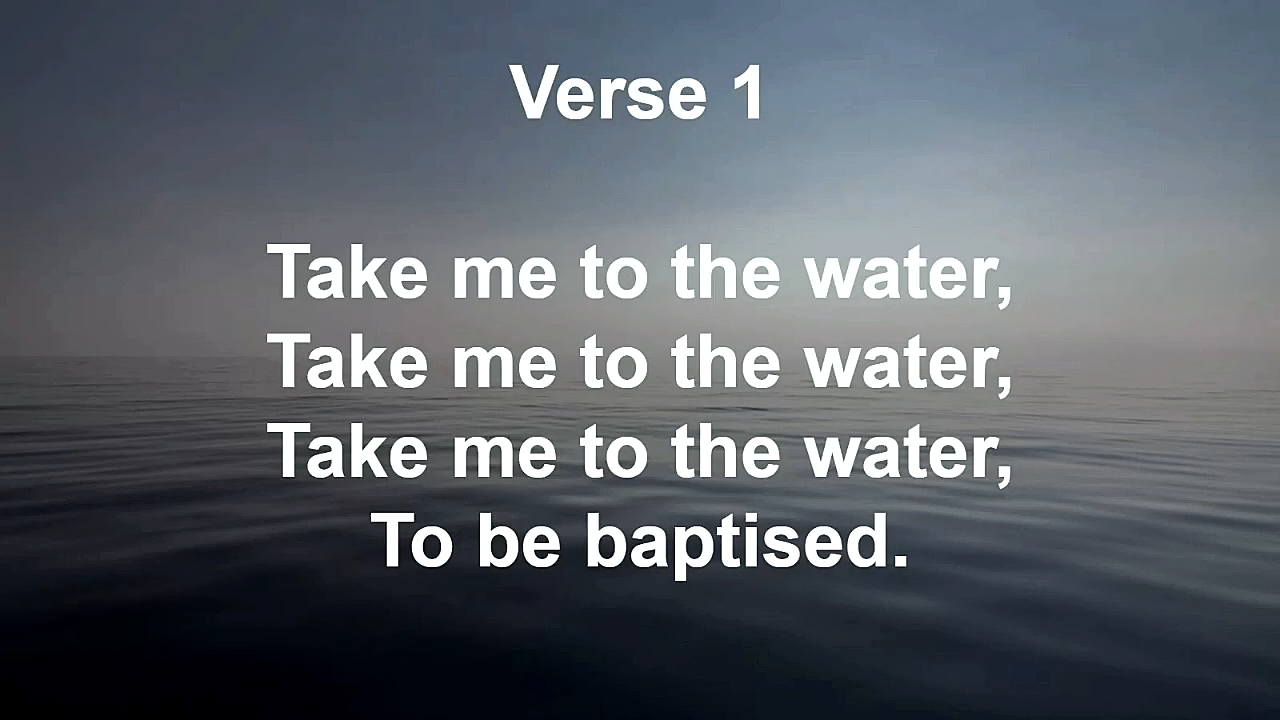 Verse 1
Take me to the water,
Take me to the water,
Take me to the water,
To be baptised.